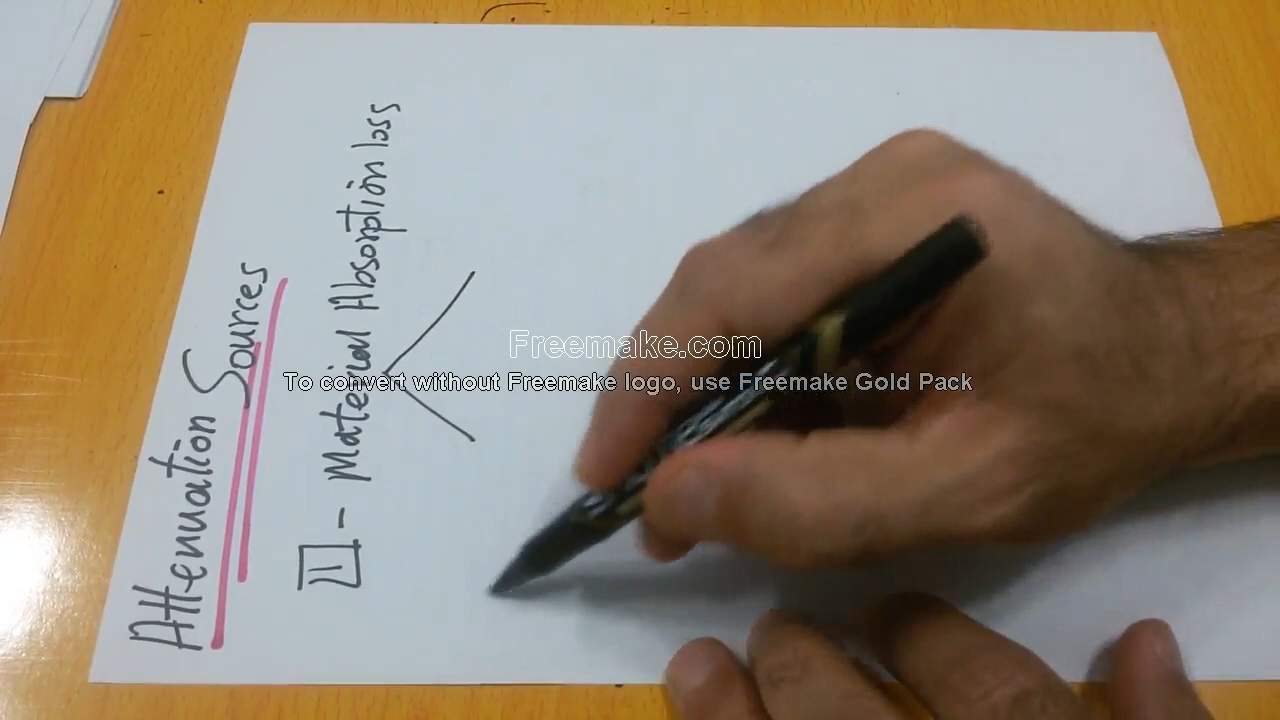 Attenuation Sources
1 - Material Absorption loss
Freemake.com
To convert without Freemake logo, use Freemake Gold Pack